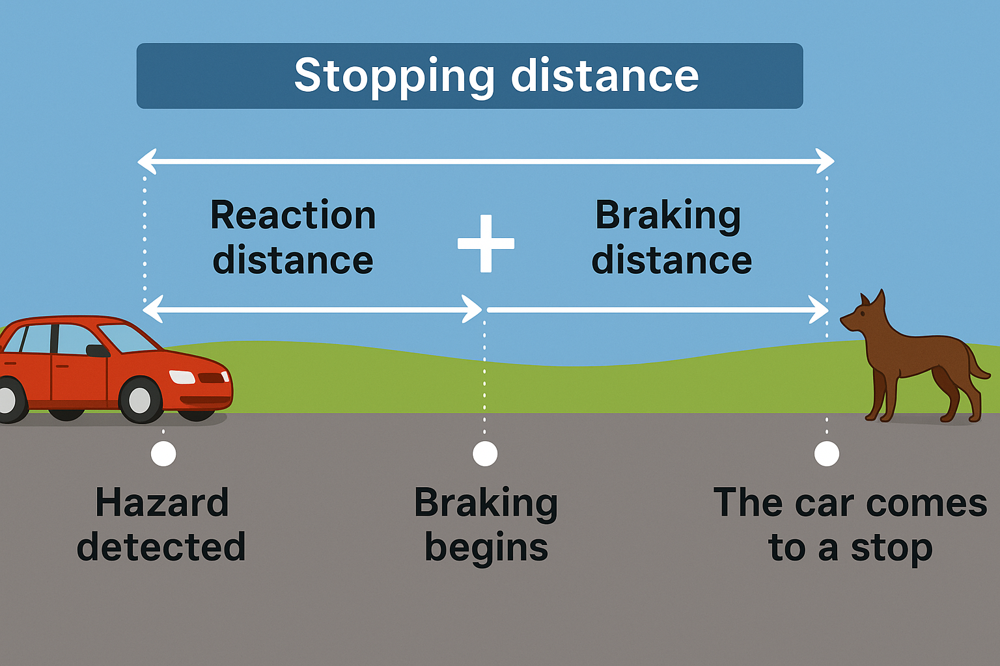 Stopping distance
Reaction
distance
+
Braking
distance
Hazard
detected
Braking
begins
The car comes
to a stop